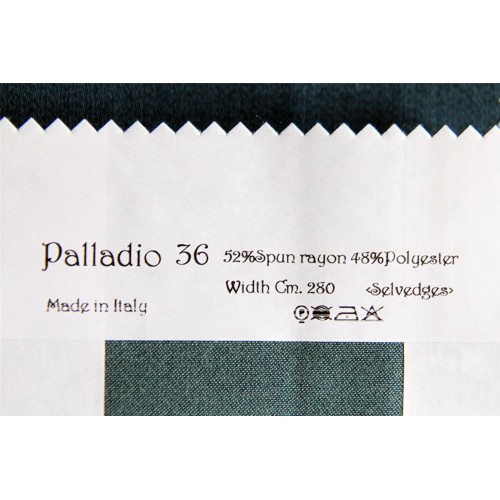 Palladio 36 52%Spun rayon 48%Polyester
Width Cm. 280 <Selvedges>
Made in Italy
P